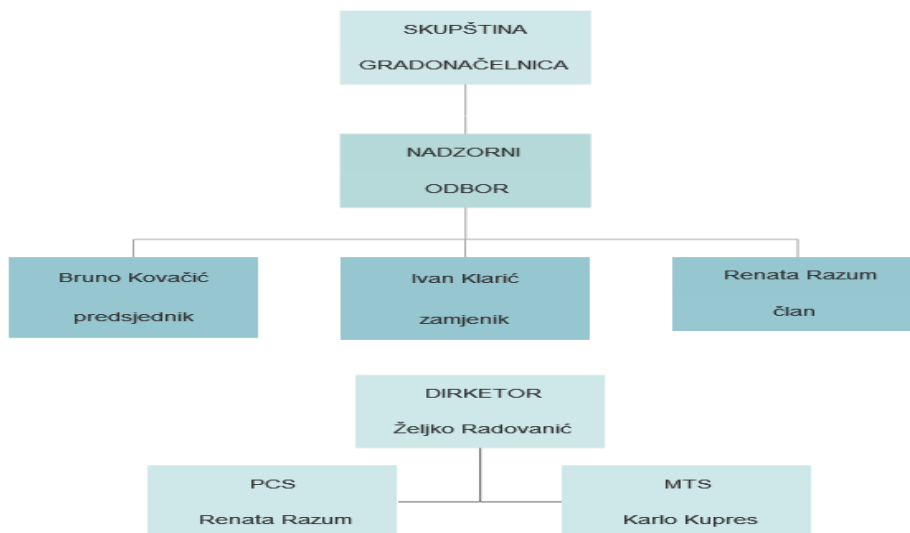 SKUPŠTINA
GRADONAČELNICA
NADZORNI
ODBOR
Bruno Kovačić
predsjednik
Ivan Klarić
zamjenik
Renata Razum
član
DIRKETOR
Željko Radovanić
PCS
Renata Razum
MTS
Karlo Kupres